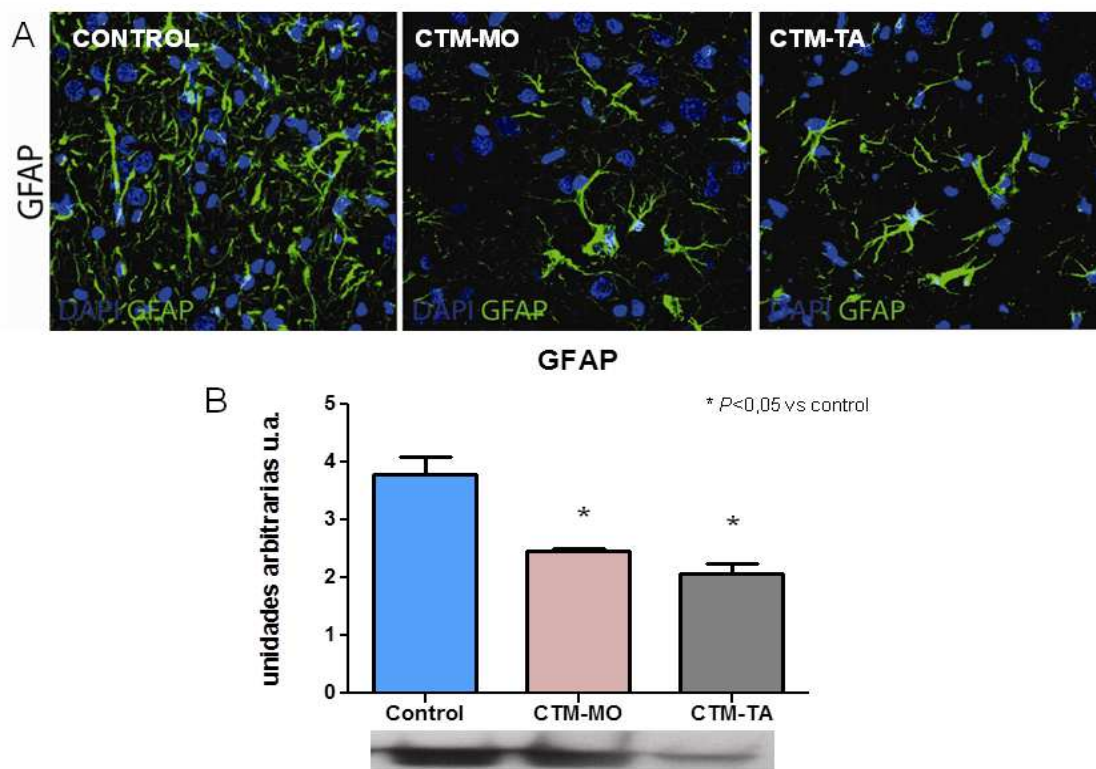 A
CONTROL
CTM-MO
CTM-TA
GFAP
DAPI GFAP
DAPI GFAP
DAPI GFAP
GFAP
B
* P<0,05 vs control
unidades arbitrarias u.a.
5
4
3
2
1
0
*
*
Control
CTM-MO
CTM-TA